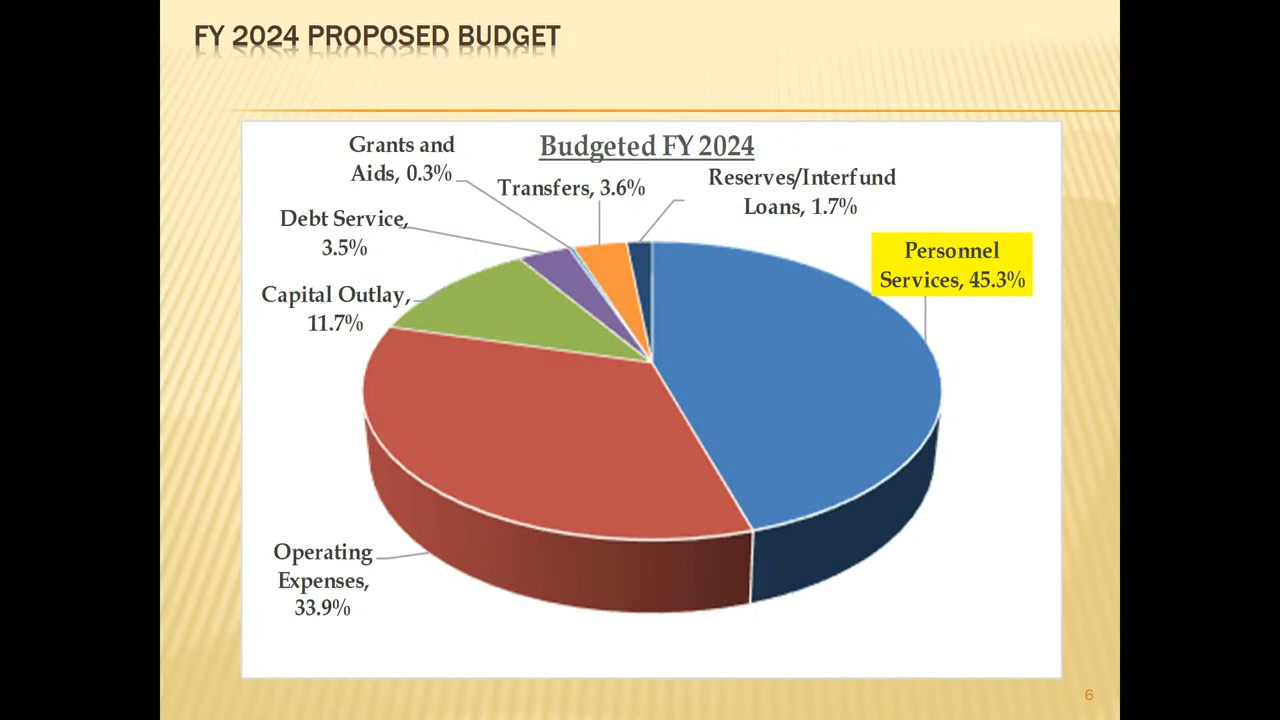 FY 2024 PROPOSED BUDGET
Budgeted FY 2024
Grants and
Aids, 0.3%
Transfers, 3.6%
Reserves/Interfund
Loans, 1.7%
Debt Service,
3.5%
Personnel
Services, 45.3%
Capital Outlay,
11.7%
Operating
Expenses,
33.9%
6